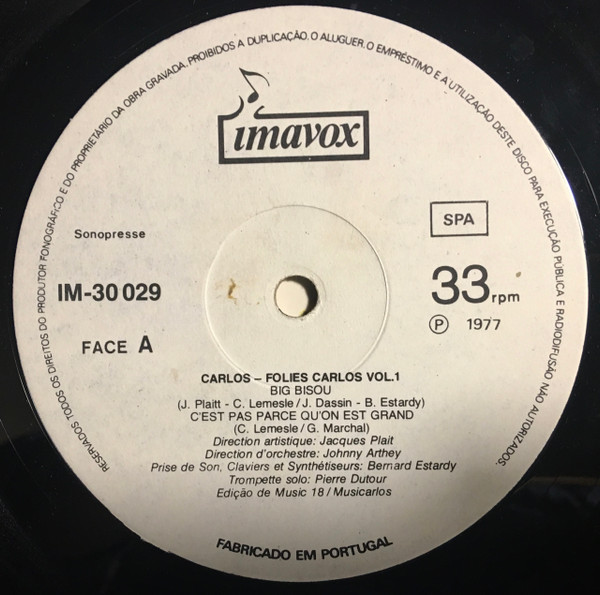 RESERVADOS TODOS OS DIREITOS DO PRODUTOR FONOGRÁFICO E DO PROPRIETÁRIO DA OBRA GRAVADA. PROIBIDOS A DUPLICAÇÃO. O ALUGUER. O EMPRÉSTIMO E A UTILIZAÇÃO DESTE DISCO PARA EXECUÇÃO PÚBLICA E RADIODIFUSÃO NÃO AUTORIZADOS.
imavox
SPA
Sonopresse
IM-30 029
33 rpm
Ⓟ 1977
FACE A
CARLOS – FOLIES CARLOS VOL.1
BIG BISOU
(J. Plaitt - C. Lemesle / J. Dassin - B. Estardy)
C'EST PAS PARCE QU'ON EST GRAND
(C. Lemesle / G. Marchal)
Direction artistique: Jacques Plait
Direction d'orchestre: Johnny Arthey
Prise de Son, Claviers et Synthétiseurs: Bernard Estardy
Trompette solo: Pierre Dutour
Edição de Music 18 / Musicarlos
FABRICADO EM PORTUGAL